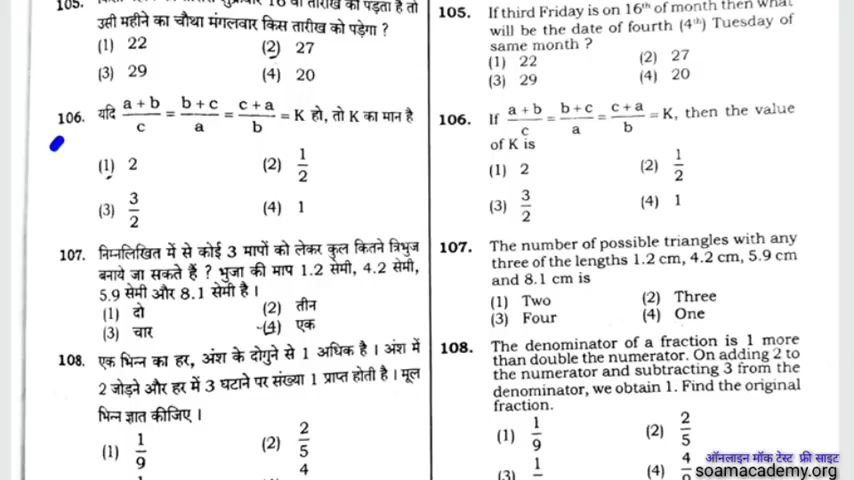 105.
उसी महीने का चौथा मंगलवार किस तारीख को पड़ेगा ?
(1) 22
(2) 27
(3) 29
(4) 20
106. यदि (a+b)/c = (b+c)/a = (c+a)/b = K हो, तो K का मान है
(1) 2
(2) 1/2
(3) 3/2
(4) 1
107. निम्नलिखित में से कोई 3 मापों को लेकर कुल कितने त्रिभुज
बनाये जा सकते हैं ? भुजा की माप 1.2 सेमी, 4.2 सेमी,
5.9 सेमी और 8.1 सेमी है ।
(1) दो
(2) तीन
(3) चार
(4) एक
108. एक भिन्न का हर, अंश के दोगुने से 1 अधिक है । अंश में
2 जोड़ने और हर में 3 घटाने पर संख्या 1 प्राप्त होती है । मूल
भिन्न ज्ञात कीजिए ।
(1) 1/9
(2) 2/5
4
105. If third Friday is on 16th of month then what
will be the date of fourth (4th) Tuesday of
same month ?
(1) 22
(2) 27
(3) 29
(4) 20
106. If (a+b)/c = (b+c)/a = (c+a)/b = K, then the value
of K is
(1) 2
(2) 1/2
(3) 3/2
(4) 1
107. The number of possible triangles with any
three of the lengths 1.2 cm, 4.2 cm, 5.9 cm
and 8.1 cm is
(1) Two
(2) Three
(3) Four
(4) One
108. The denominator of a fraction is 1 more
than double the numerator. On adding 2 to
the numerator and subtracting 3 from the
denominator, we obtain 1. Find the original
fraction.
(1) 1/9
(2) 2/5
(3) 1
(4) 4
ऑनलाइन मॉक टेस्ट फ्री साइट
soamacademy.org